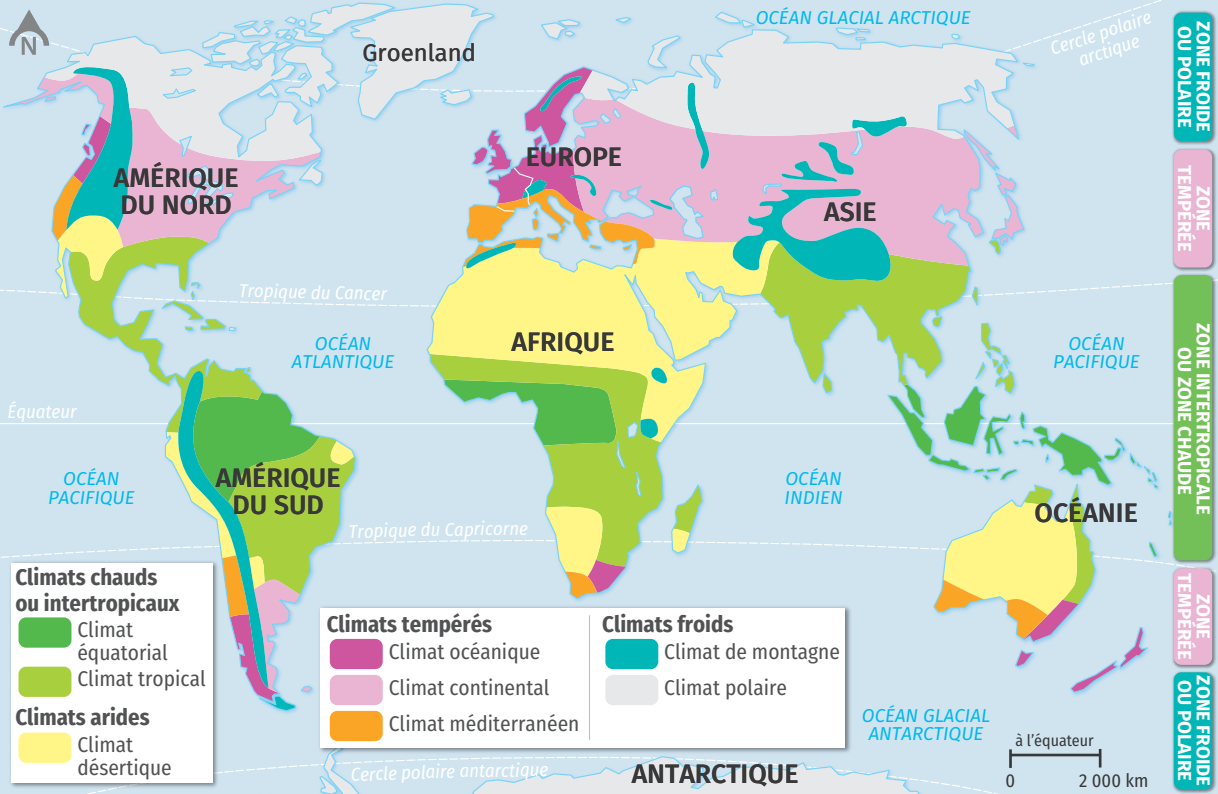 N
OCÉAN GLACIAL ARCTIQUE
Cercle polaire
arctique
Groenland
AMÉRIQUE
DU NORD
EUROPE
ASIE
Tropique du Cancer
OCÉAN
ATLANTIQUE
AFRIQUE
OCÉAN
PACIFIQUE
Équateur
OCÉAN
PACIFIQUE
AMÉRIQUE
DU SUD
OCÉAN
INDIEN
OCÉANIE
Tropique du Capricorne
OCÉAN GLACIAL
ANTARCTIQUE
Cercle polaire antarctique
ANTARCTIQUE
ZONE FROIDE
OU POLAIRE
ZONE
TEMPÉRÉE
ZONE INTERTROPICALE
OU ZONE CHAUDE
ZONE
TEMPÉRÉE
ZONE FROIDE
OU POLAIRE
Climats chauds
ou intertropicaux
Climat
équatorial
Climat tropical
Climats arides
Climat
désertique
Climats tempérés
Climat océanique
Climat continental
Climat méditerranéen
Climats froids
Climat de montagne
Climat polaire
à l'équateur
0 2 000 km